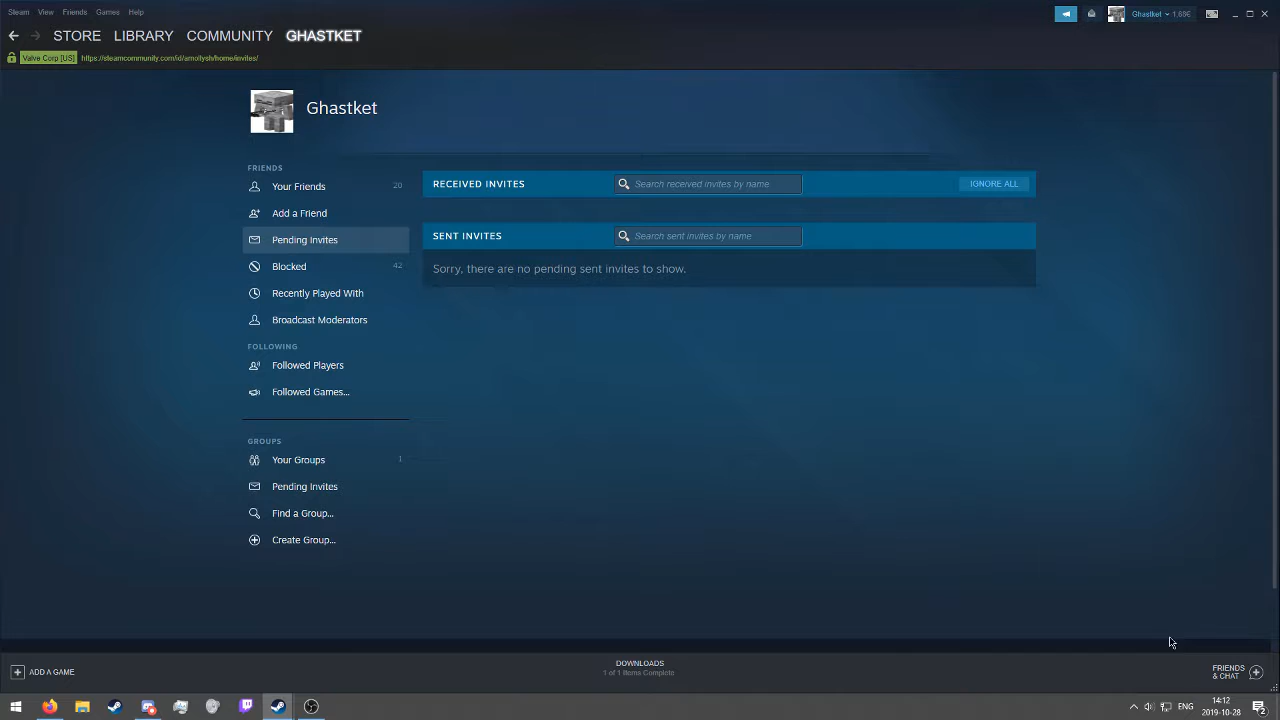 Steam View Friends Games Help
Ghastket 1,68€
STORE LIBRARY COMMUNITY GHASTKET
Valve Corp [US] https://steamcommunity.com/id/amollysh/home/invites/
Ghastket
FRIENDS
Your Friends 20
Add a Friend
Pending Invites
Blocked 42
Recently Played With
Broadcast Moderators
FOLLOWING
Followed Players
Followed Games...
GROUPS
Your Groups 1
Pending Invites
Find a Group...
Create Group...
RECEIVED INVITES Search received invites by name IGNORE ALL
SENT INVITES Search sent invites by name
Sorry, there are no pending sent invites to show.
ADD A GAME
DOWNLOADS
1 of 1 Items Complete
FRIENDS
& CHAT
ENG
14:12
2019-10-28
2